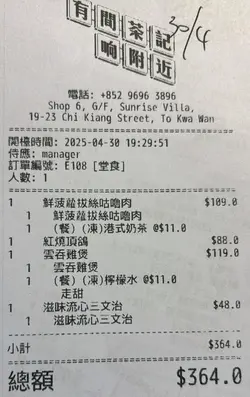 有間茶記
响附近
30/4
電話: +852 9696 3896
Shop 6, G/F, Sunrise Villa,
19-23 Chi Kiang Street, To Kwa Wan
開檯時間: 2025-04-30 19:29:51
侍應: manager
訂單編號: E108 [堂食]
人數: 1
1 鮮菠蘿拔絲咕嚕肉 $109.0
1 鮮菠蘿拔絲咕嚕肉
1 (餐) (凍)港式奶茶 @$11.0
1 紅燒頂鴿 $88.0
1 雲吞雞煲 $119.0
1 雲吞雞煲
1 (餐) (凍)檸檬水 @$11.0
走甜
1 滋味流心三文治 $48.0
1 滋味流心三文治
小計 $364.0
總額 $364.0